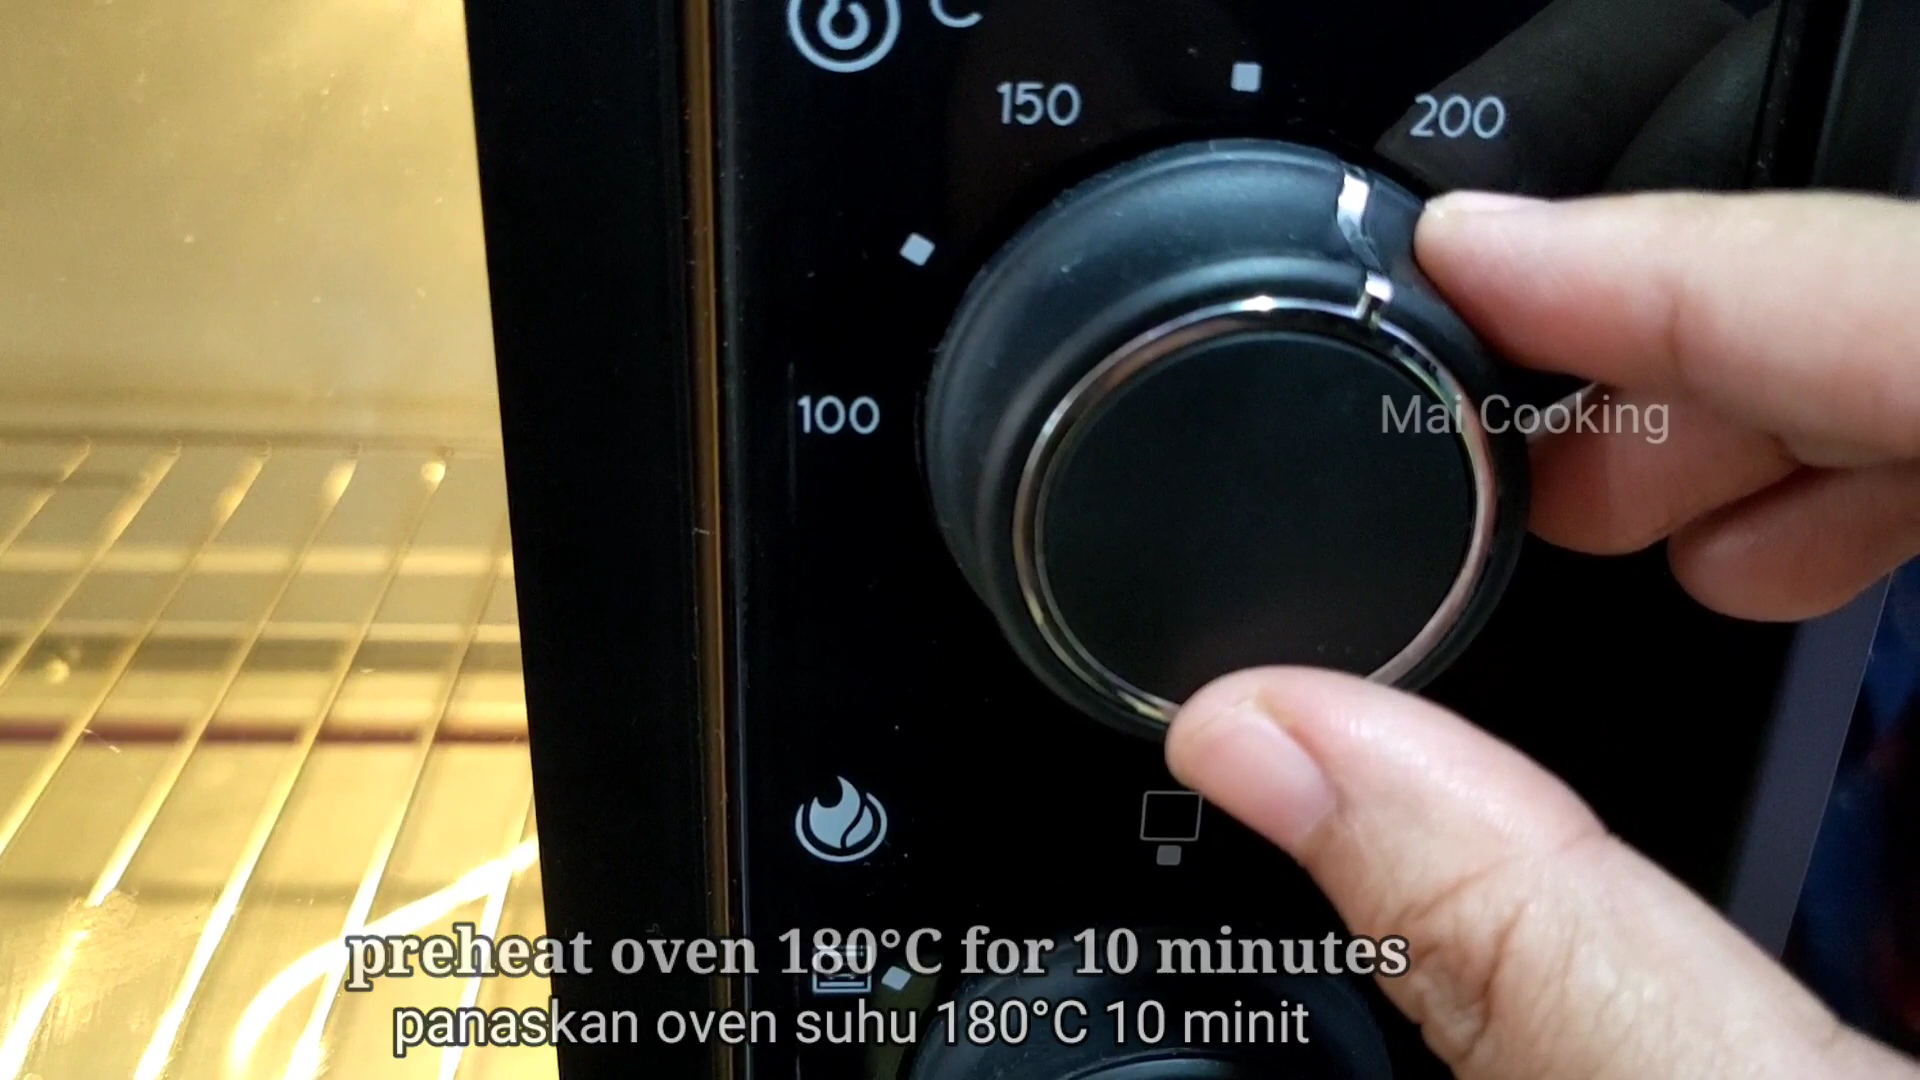 C
150
200
100
Mai Cooking
preheat oven 180°C for 10 minutes
panaskan oven suhu 180°C 10 minit